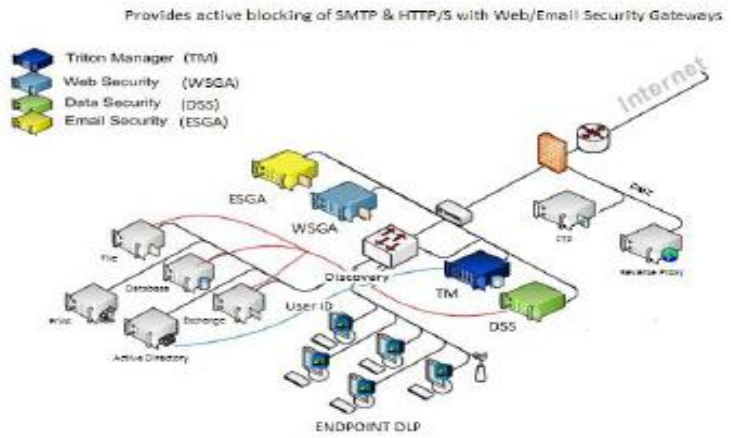 Provides active blocking of SMTP & HTTP/S with Web/Email Security Gateways
Triton Manager (TM)
Web Security (WSGA)
Data Security (DSS)
Email Security (ESGA)
Internet
ESGA
WSGA
DMZ
FTP
Reverse Proxy
File
Discovery
TM
Database
User ID
DSS
Print
Exchange
Active Directory
ENDPOINT DLP